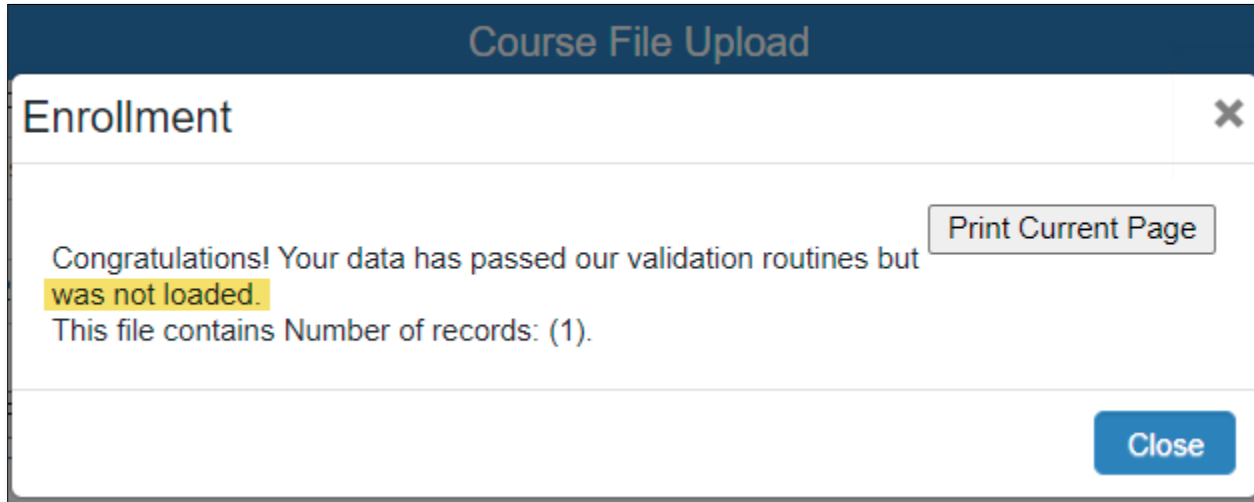 Course File Upload
Enrollment
Print Current Page
Congratulations! Your data has passed our validation routines but
was not loaded.
This file contains Number of records: (1).
Close